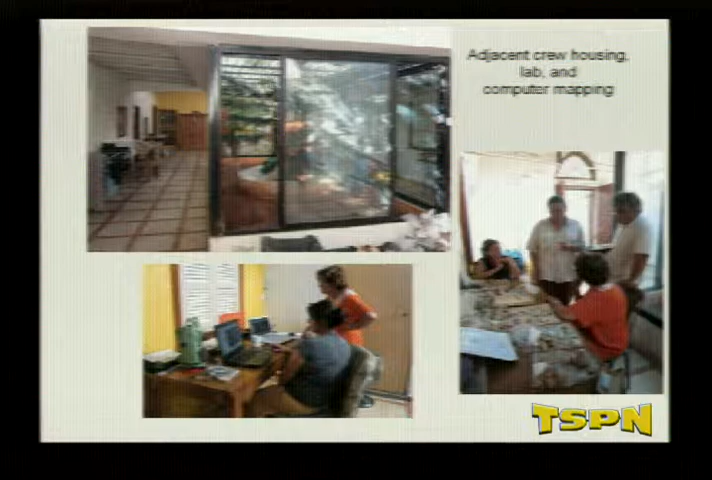 Adjacent crew housing,
lab, and
computer mapping
TSPN